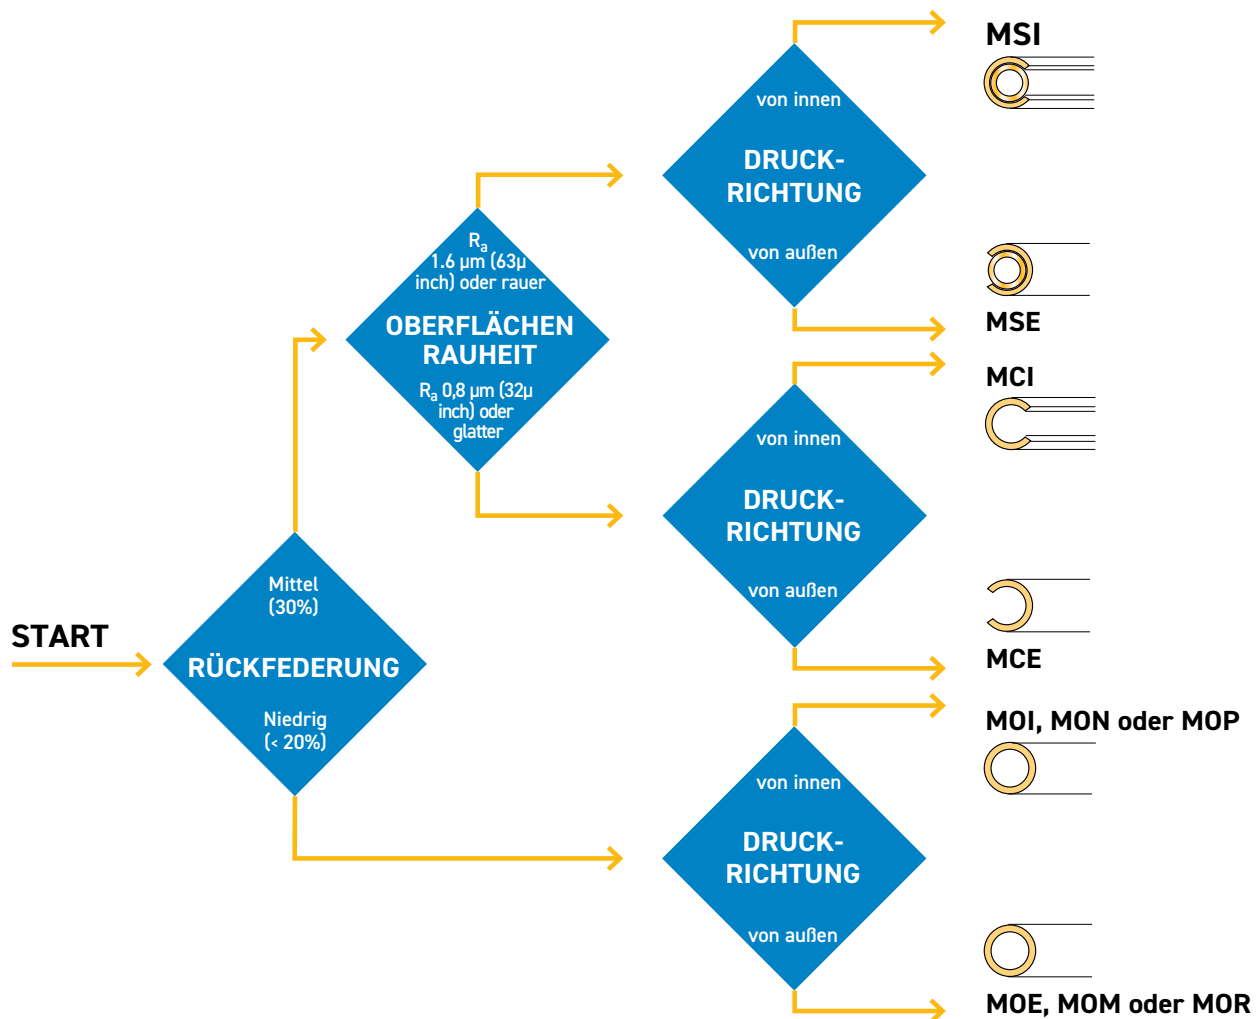 START
Mittel
(30%)
RÜCKFEDERUNG
Niedrig
(< 20%)
Ra
1.6 µm (63µ
inch) oder rauer
OBERFLÄCHEN
RAUHEIT
Ra 0,8 µm (32µ
inch) oder
glatter
von innen
DRUCK-
RICHTUNG
von außen
MSI
MSE
von innen
DRUCK-
RICHTUNG
von außen
MCI
MCE
von innen
DRUCK-
RICHTUNG
von außen
MOI, MON oder MOP
MOE, MOM oder MOR